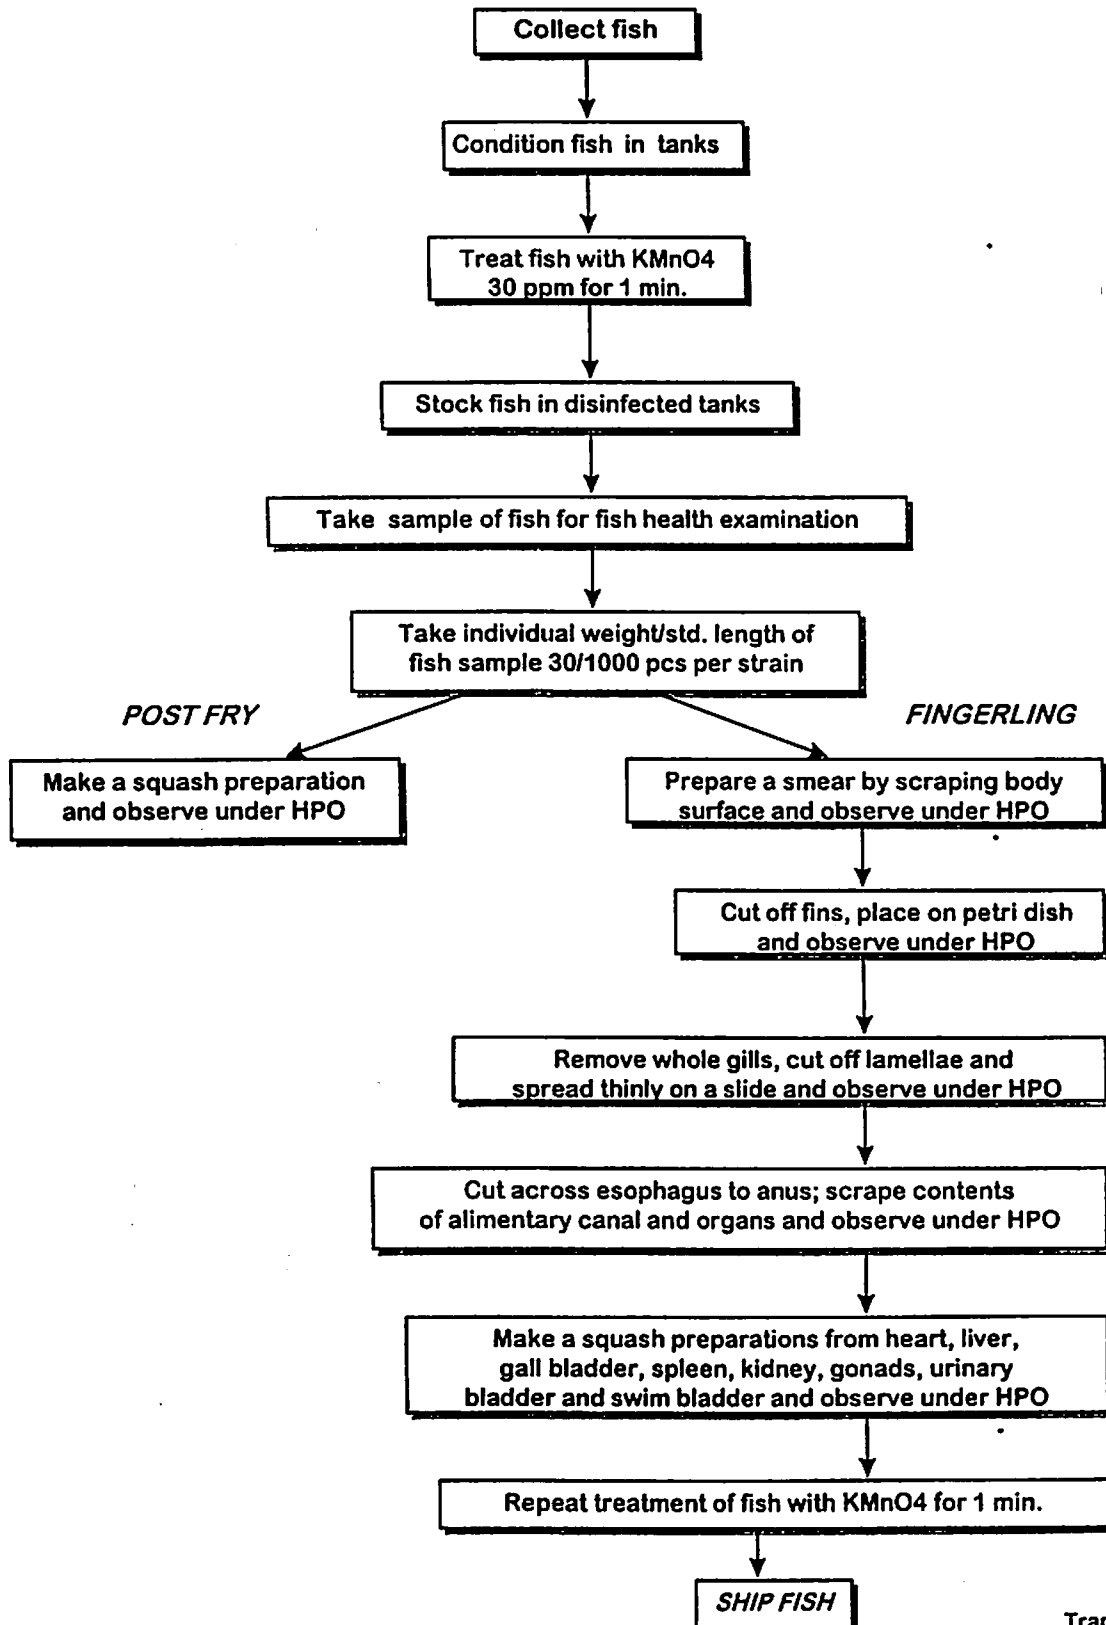 Collect fish
Condition fish in tanks
Treat fish with KMnO4
30 ppm for 1 min.
Stock fish in disinfected tanks
Take sample of fish for fish health examination
Take individual weight/std. length of
fish sample 30/1000 pcs per strain
POST FRY
FINGERLING
Make a squash preparation
and observe under HPO
Prepare a smear by scraping body
surface and observe under HPO
Cut off fins, place on petri dish
and observe under HPO
Remove whole gills, cut off lamellae and
spread thinly on a slide and observe under HPO
Cut across esophagus to anus; scrape contents
of alimentary canal and organs and observe under HPO
Make a squash preparations from heart, liver,
gall bladder, spleen, kidney, gonads, urinary
bladder and swim bladder and observe under HPO
Repeat treatment of fish with KMnO4 for 1 min.
SHIP FISH